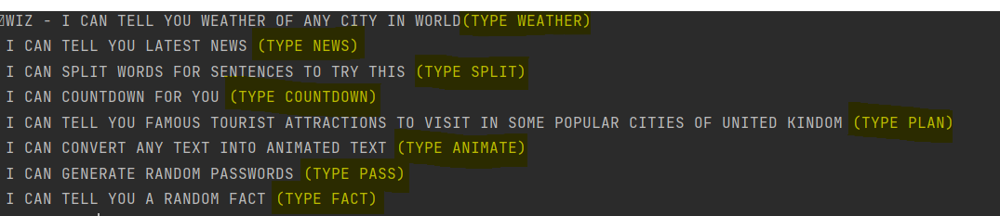 WIZ - I CAN TELL YOU WEATHER OF ANY CITY IN WORLD(TYPE WEATHER)
I CAN TELL YOU LATEST NEWS (TYPE NEWS)
I CAN SPLIT WORDS FOR SENTENCES TO TRY THIS (TYPE SPLIT)
I CAN COUNTDOWN FOR YOU (TYPE COUNTDOWN)
I CAN TELL YOU FAMOUS TOURIST ATTRACTIONS TO VISIT IN SOME POPULAR CITIES OF UNITED KINDOM (TYPE PLAN)
I CAN CONVERT ANY TEXT INTO ANIMATED TEXT (TYPE ANIMATE)
I CAN GENERATE RANDOM PASSWORDS (TYPE PASS)
I CAN TELL YOU A RANDOM FACT (TYPE FACT)